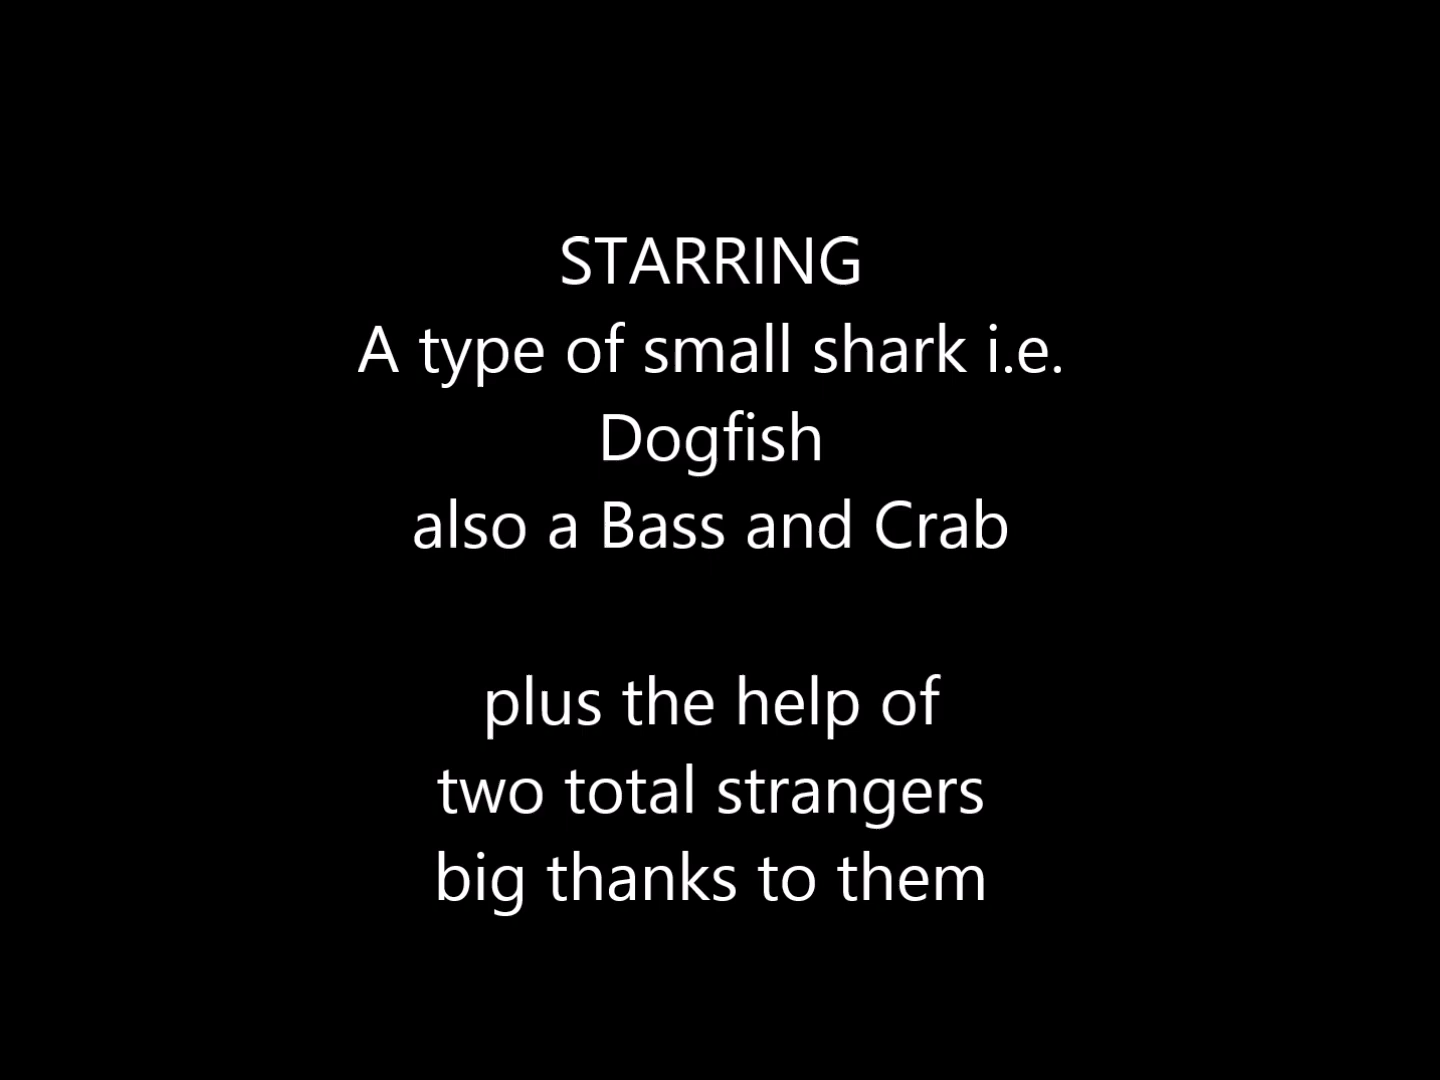 STARRING
A type of small shark i.e.
Dogfish
also a Bass and Crab
plus the help of
two total strangers
big thanks to them